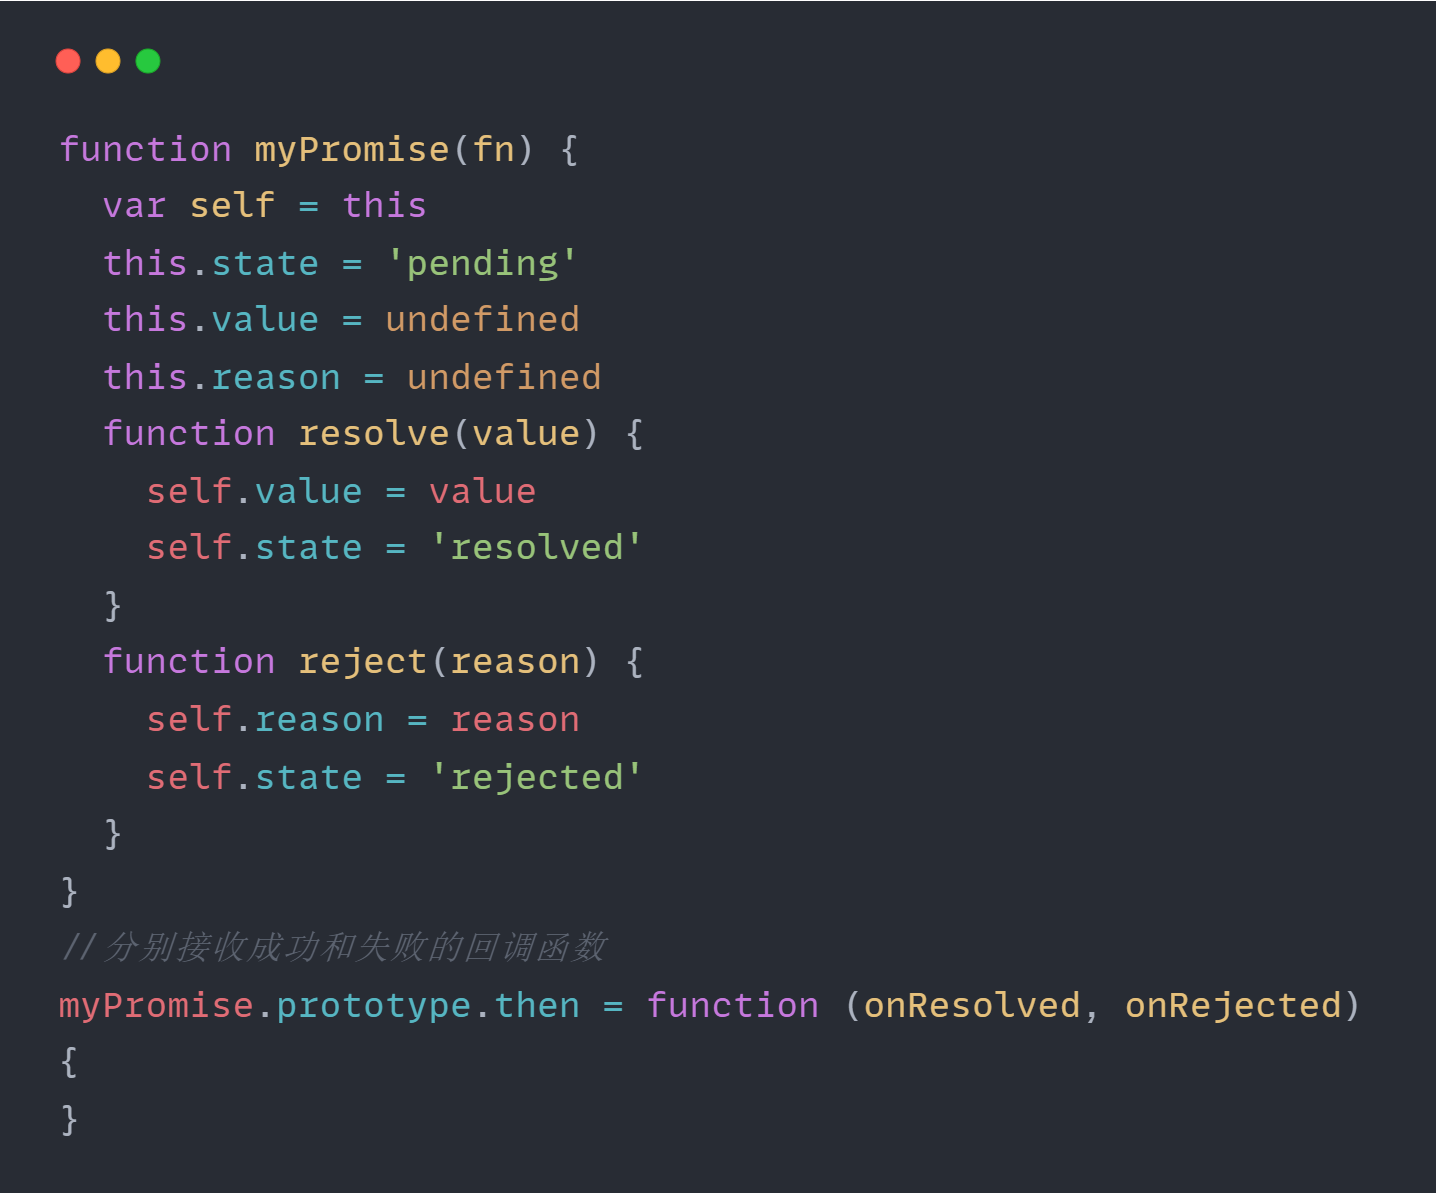 function myPromise(fn) {
  var self = this
  this.state = 'pending'
  this.value = undefined
  this.reason = undefined
  function resolve(value) {
    self.value = value
    self.state = 'resolved'
  }
  function reject(reason) {
    self.reason = reason
    self.state = 'rejected'
  }
}
//分别接收成功和失败的回调函数
myPromise.prototype.then = function (onResolved, onRejected)
{
}